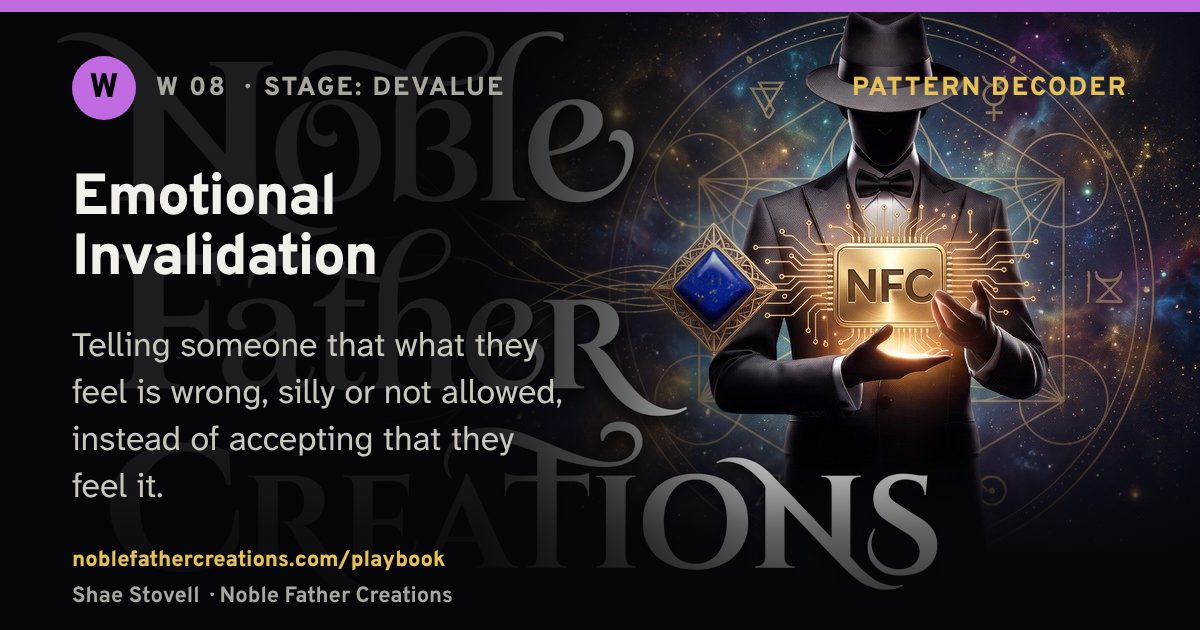 W
W 08 · STAGE: DEVALUE
PATTERN DECODER
Noble
Father
Creations
Emotional
Invalidation
NFC
Telling someone that what they
feel is wrong, silly or not allowed,
instead of accepting that they
feel it.
noblefathercreations.com/playbook
Shae Stovell · Noble Father Creations